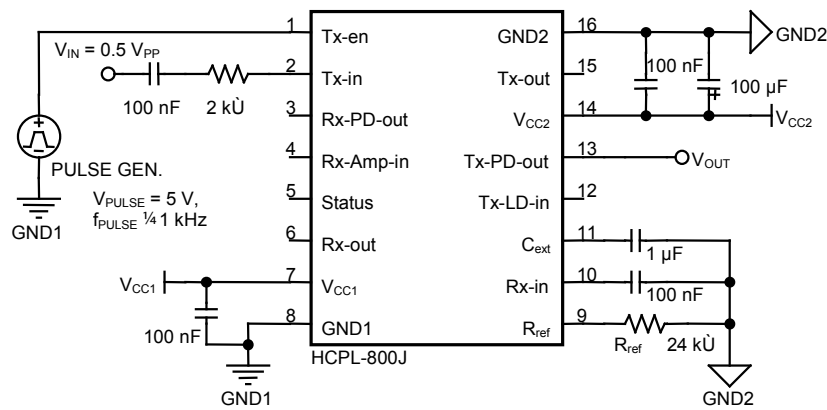 1
Tx-en
GND2
16
GND2
V_IN = 0.5 V_PP
100 nF
2 kÙ
2
Tx-in
Tx-out
15
100 nF
100 µF
3
Rx-PD-out
V_CC2
14
V_CC2
4
Rx-Amp-in
Tx-PD-out
13
V_OUT
PULSE GEN.
V_PULSE = 5 V,
f_PULSE ¼ 1 kHz
GND1
5
Status
Tx-LD-in
12
6
Rx-out
C_ext
11
1 µF
V_CC1
7
V_CC1
Rx-in
10
100 nF
100 nF
8
GND1
R_ref
9
R_ref
24 kÙ
HCPL-800J
GND1
GND2